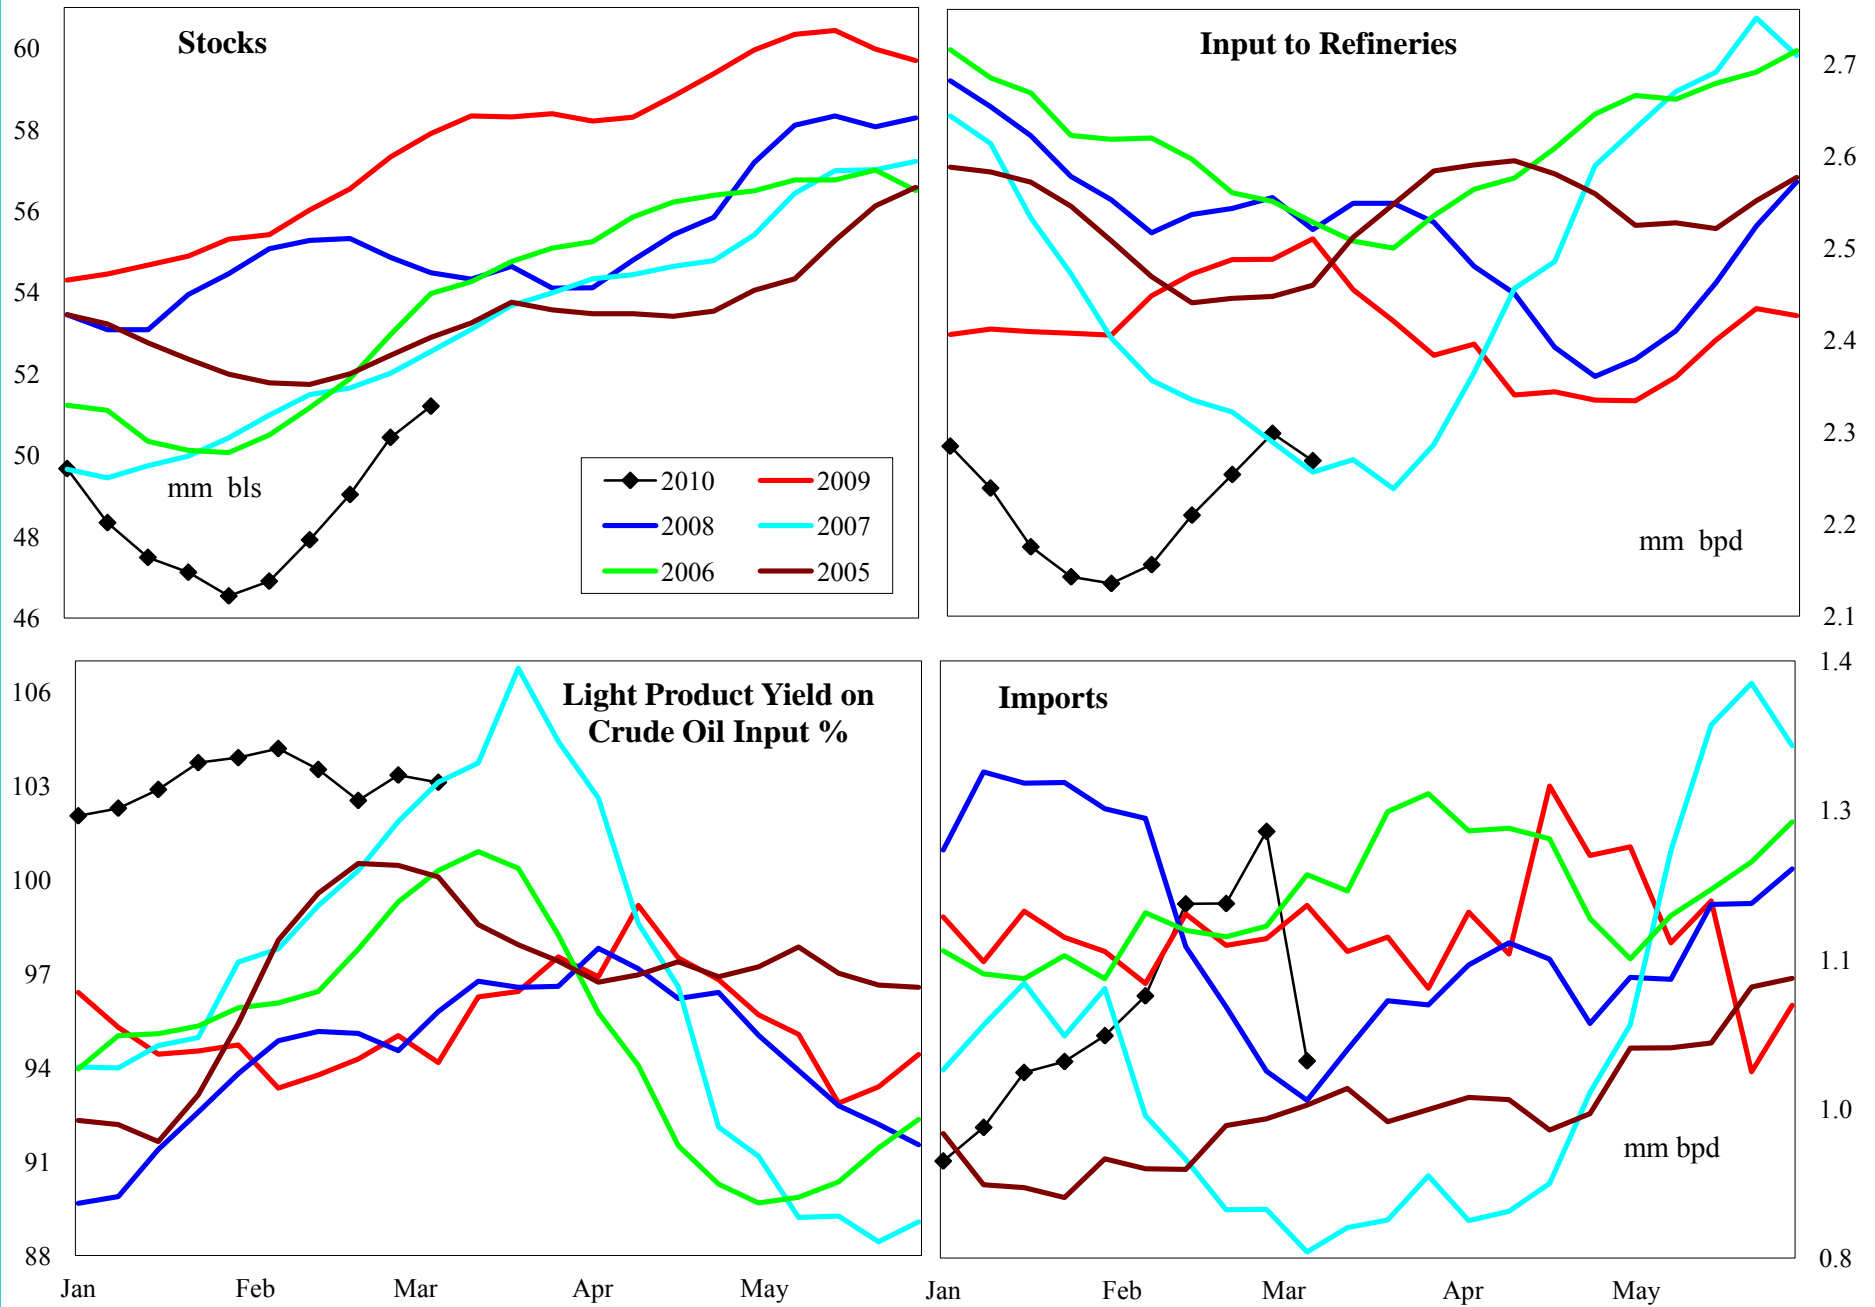 Stocks
60
58
56
54
52
50
48
46
mm bls
2010
2009
2008
2007
2006
2005
Input to Refineries
2.7
2.6
2.5
2.4
2.3
2.2
2.1
mm bpd
Light Product Yield on
Crude Oil Input %
106
103
100
97
94
91
88
Jan
Feb
Mar
Apr
May
Imports
1.4
1.3
1.1
1.0
0.8
mm bpd
Jan
Feb
Mar
Apr
May